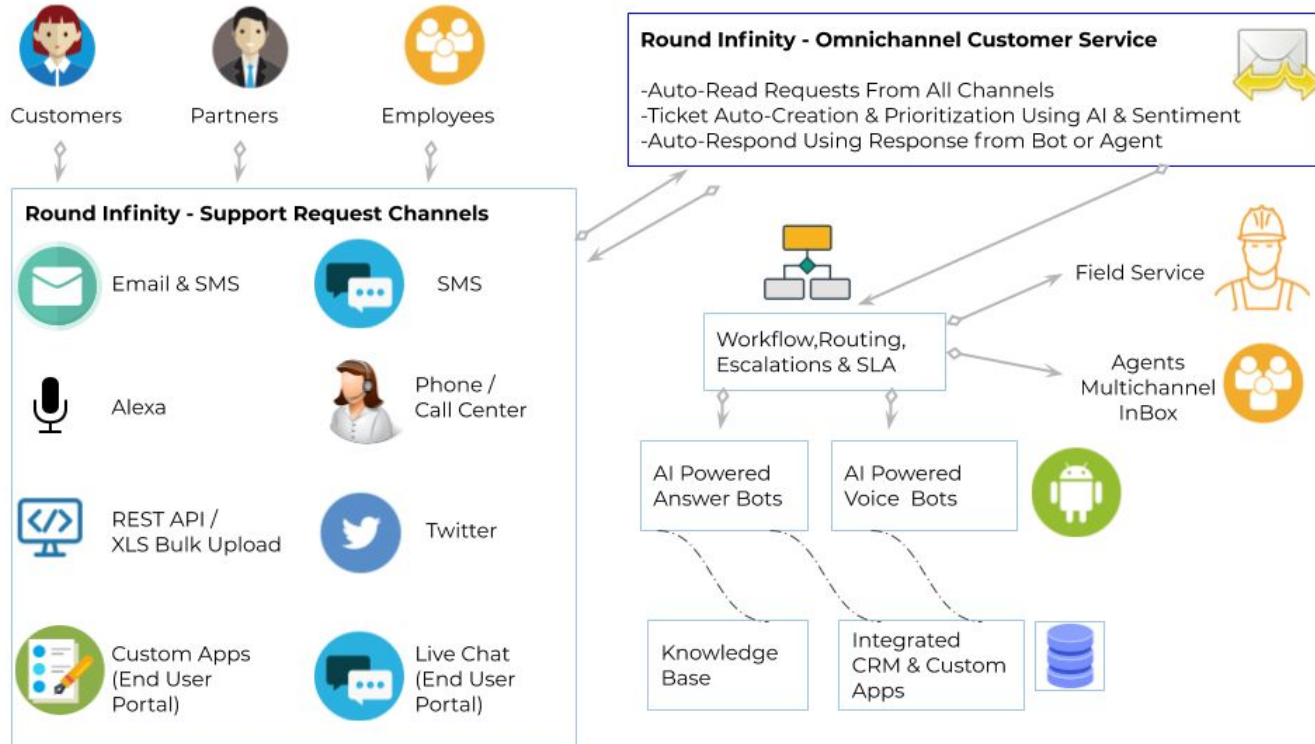 Customers
Partners
Employees
Round Infinity - Support Request Channels
Email & SMS
SMS
Alexa
Phone /
Call Center
REST API /
XLS Bulk Upload
Twitter
Custom Apps
(End User
Portal)
Live Chat
(End User
Portal)
Round Infinity - Omnichannel Customer Service
-Auto-Read Requests From All Channels
-Ticket Auto-Creation & Prioritization Using AI & Sentiment
-Auto-Respond Using Response from Bot or Agent
Field Service
Workflow,Routing,
Escalations & SLA
Agents
Multichannel
InBox
AI Powered
Answer Bots
AI Powered
Voice Bots
Knowledge
Base
Integrated
CRM & Custom
Apps